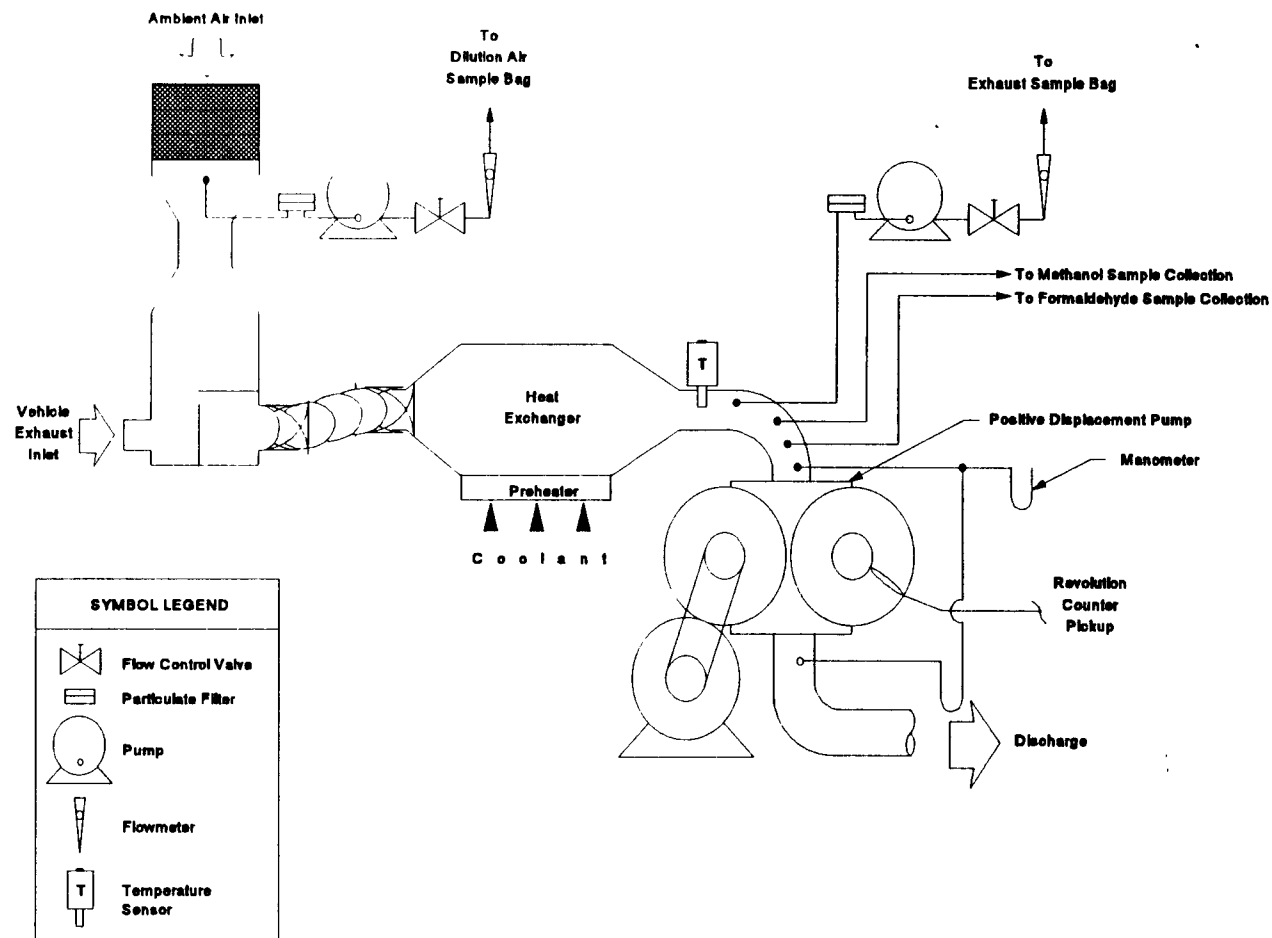 Ambient Air Inlet
To
Dilution Air
Sample Bag
To
Exhaust Sample Bag
To Methanol Sample Collection
To Formaldehyde Sample Collection
T
Heat
Exchanger
Vehicle
Exhaust
Inlet
Positive Displacement Pump
Manometer
Preheater
Coolant
Revolution
Counter
Pickup
Discharge
SYMBOL LEGEND
Flow Control Valve
Particulate Filter
Pump
Flowmeter
T
Temperature
Sensor